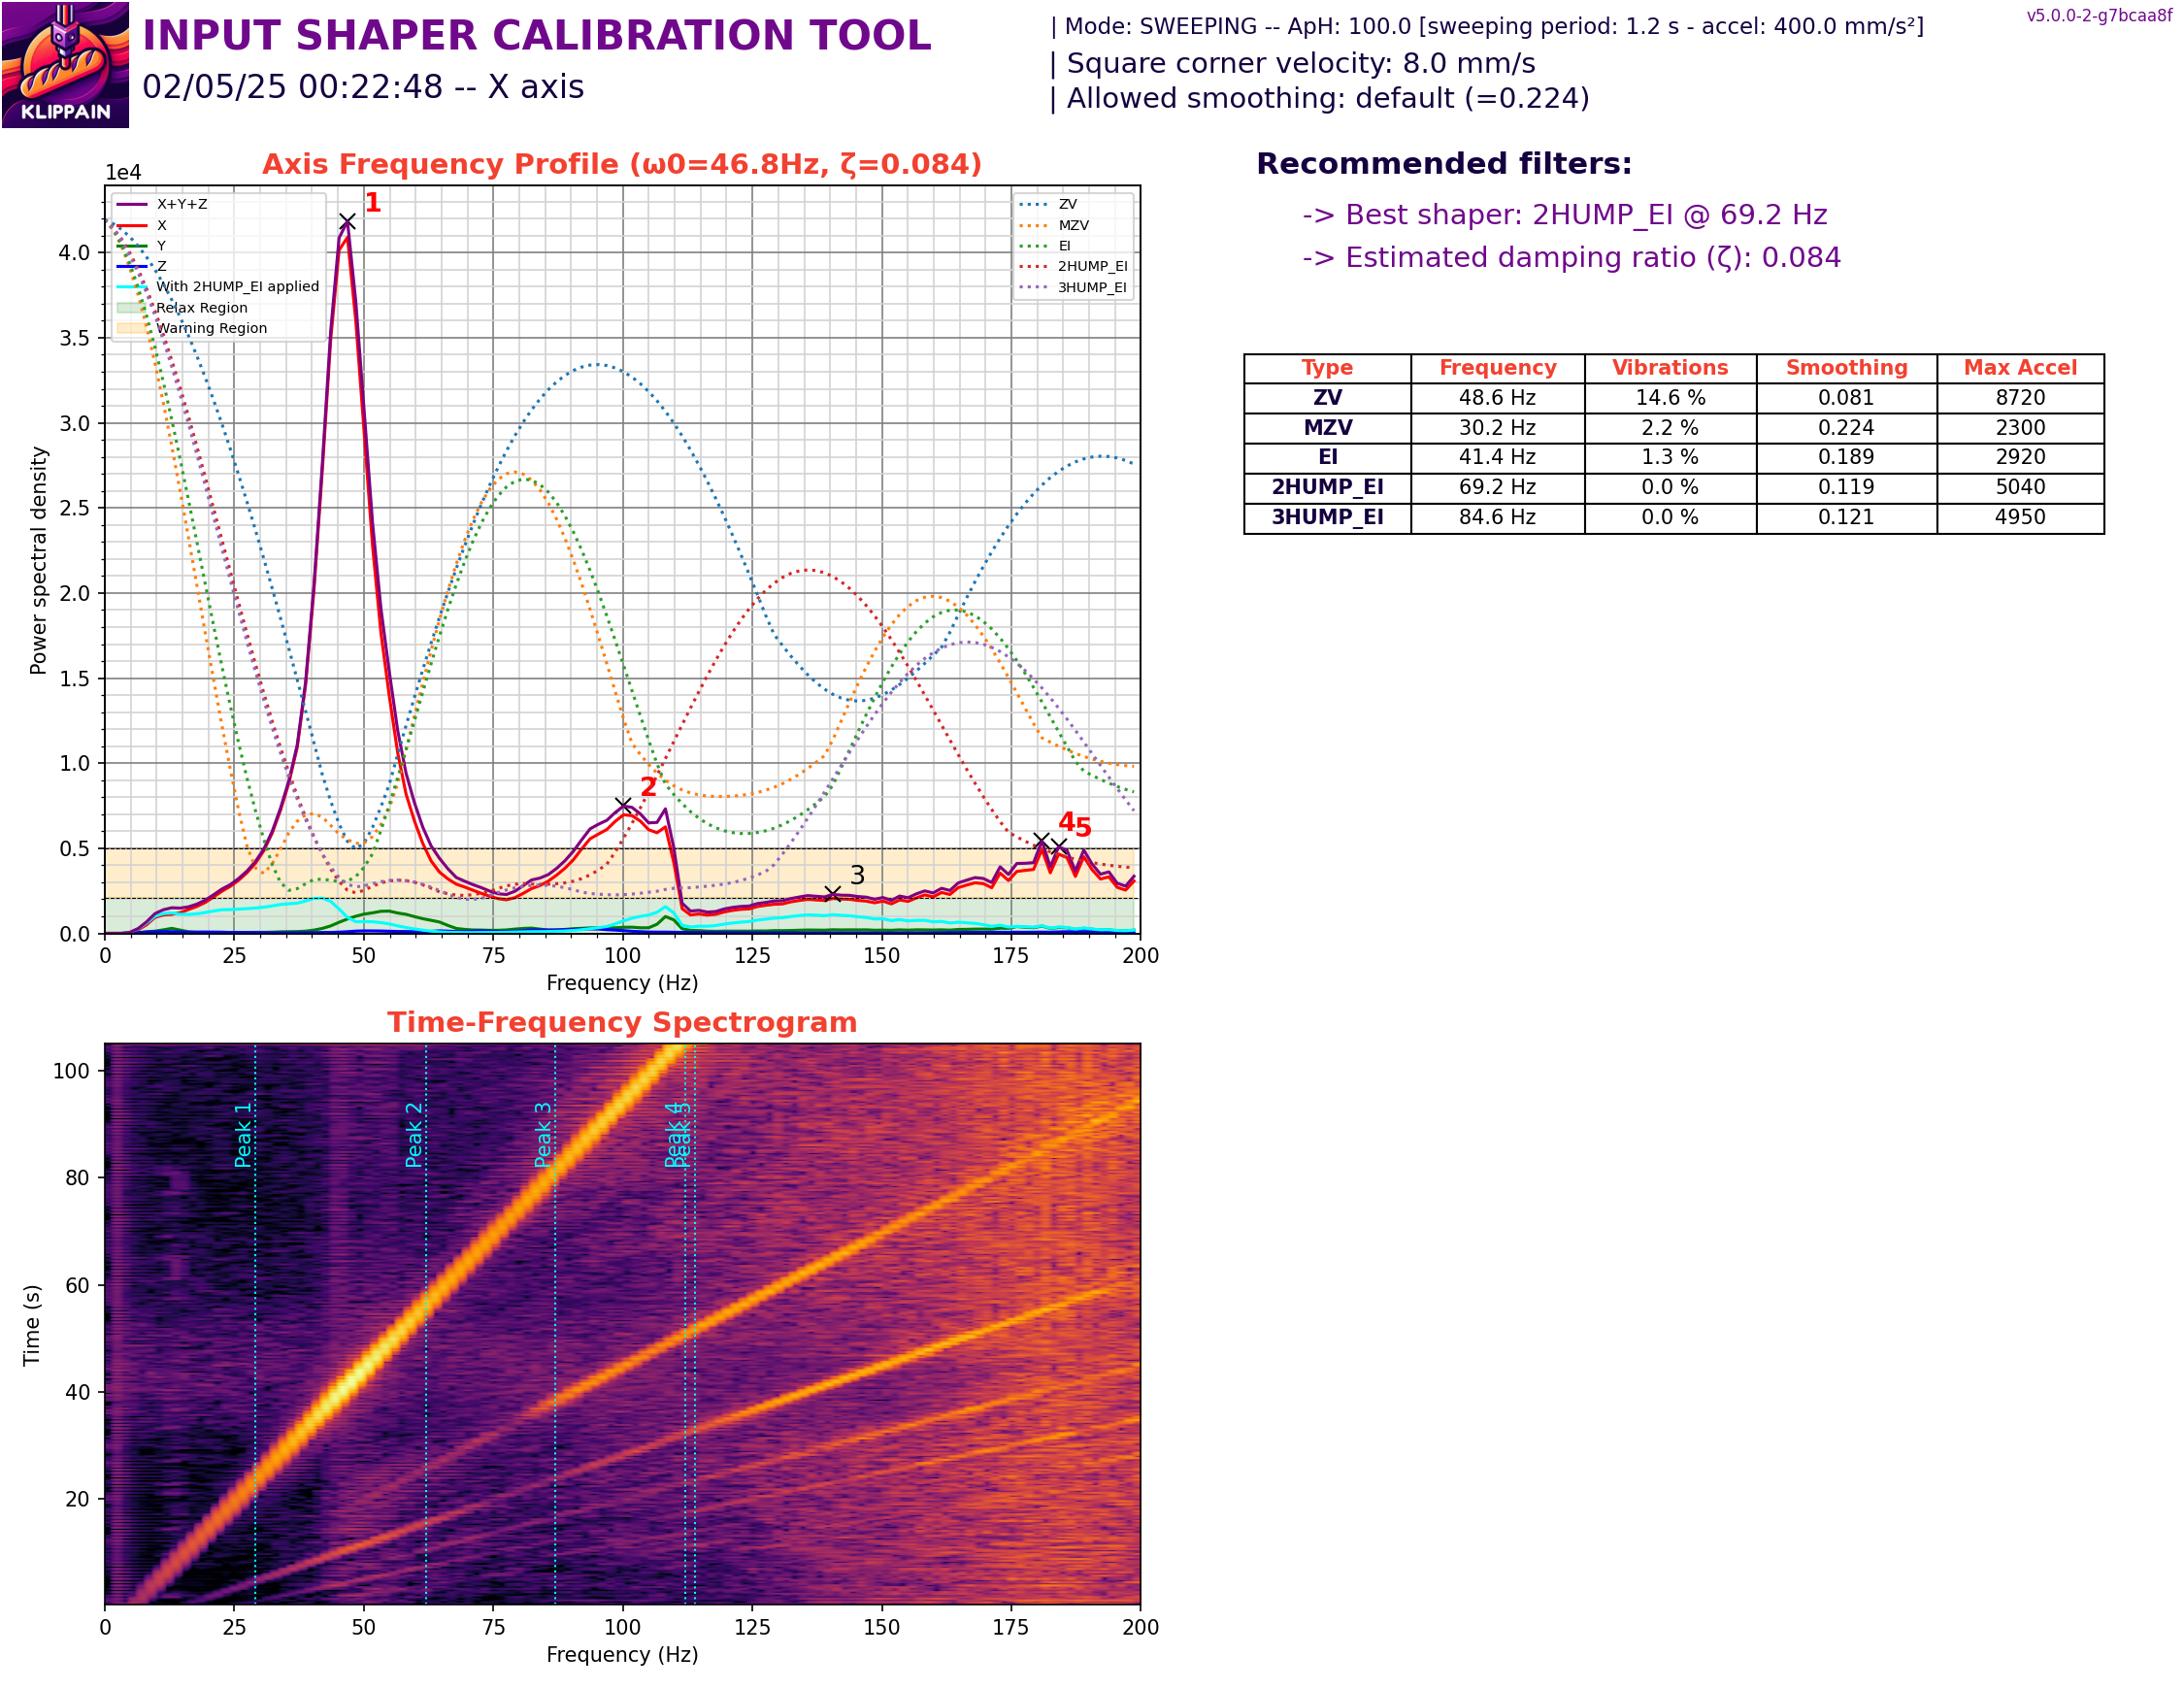 KLIPPAIN
INPUT SHAPER CALIBRATION TOOL
02/05/25 00:22:48 -- X axis
| Mode: SWEEPING -- ApH: 100.0 [sweeping period: 1.2 s - accel: 400.0 mm/s²]
| Square corner velocity: 8.0 mm/s
| Allowed smoothing: default (=0.224)
v5.0.0-2-g7bcaa8f
Axis Frequency Profile (ω0=46.8Hz, ζ=0.084)
1e4
X+Y+Z
X
Y
Z
With 2HUMP_EI applied
Relax Region
Warning Region
ZV
MZV
EI
2HUMP_EI
3HUMP_EI
1
2
3
4
5
Power spectral density
4.0
3.5
3.0
2.5
2.0
1.5
1.0
0.5
0.0
0 25 50 75 100 125 150 175 200
Frequency (Hz)
Recommended filters:
-> Best shaper: 2HUMP_EI @ 69.2 Hz
-> Estimated damping ratio (ζ): 0.084
Type Frequency Vibrations Smoothing Max Accel
ZV 48.6 Hz 14.6 % 0.081 8720
MZV 30.2 Hz 2.2 % 0.224 2300
EI 41.4 Hz 1.3 % 0.189 2920
2HUMP_EI 69.2 Hz 0.0 % 0.119 5040
3HUMP_EI 84.6 Hz 0.0 % 0.121 4950
Time-Frequency Spectrogram
Time (s)
100
80
60
40
20
Peak 1
Peak 2
Peak 3
Peak 4
Peak 5
0 25 50 75 100 125 150 175 200
Frequency (Hz)